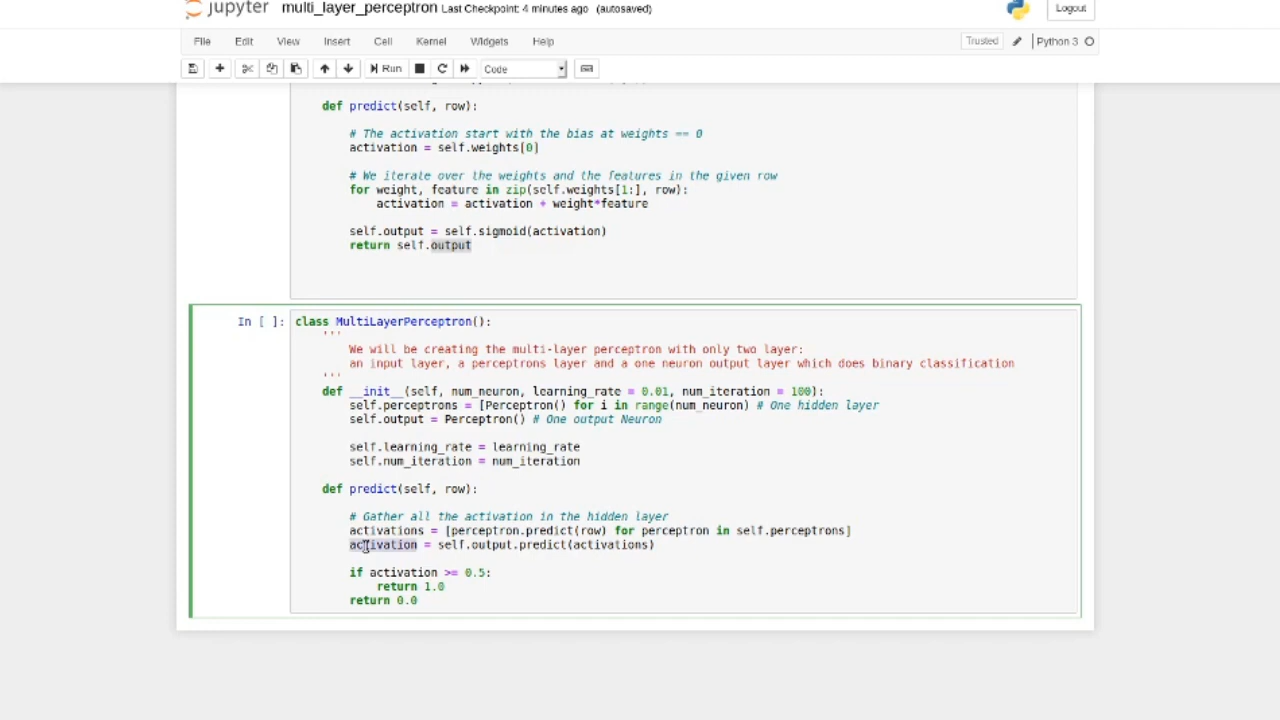 jupyter multi_layer_perceptron Last Checkpoint: 4 minutes ago (autosaved) Logout
File Edit View Insert Cell Kernel Widgets Help Trusted Python 3
Run Code
def predict(self, row):
# The activation start with the bias at weights == 0
activation = self.weights[0]
# We iterate over the weights and the features in the given row
for weight, feature in zip(self.weights[1:], row):
activation = activation + weight*feature
self.output = self.sigmoid(activation)
return self.output
In [ ]: class MultiLayerPerceptron():
'''
We will be creating the multi-layer perceptron with only two layer:
an input layer, a perceptrons layer and a one neuron output layer which does binary classification
'''
def __init__(self, num_neuron, learning_rate = 0.01, num_iteration = 100):
self.perceptrons = [Perceptron() for i in range(num_neuron) # One hidden layer
self.output = Perceptron() # One output Neuron
self.learning_rate = learning_rate
self.num_iteration = num_iteration
def predict(self, row):
# Gather all the activation in the hidden layer
activations = [perceptron.predict(row) for perceptron in self.perceptrons]
activation = self.output.predict(activations)
if activation >= 0.5:
return 1.0
return 0.0